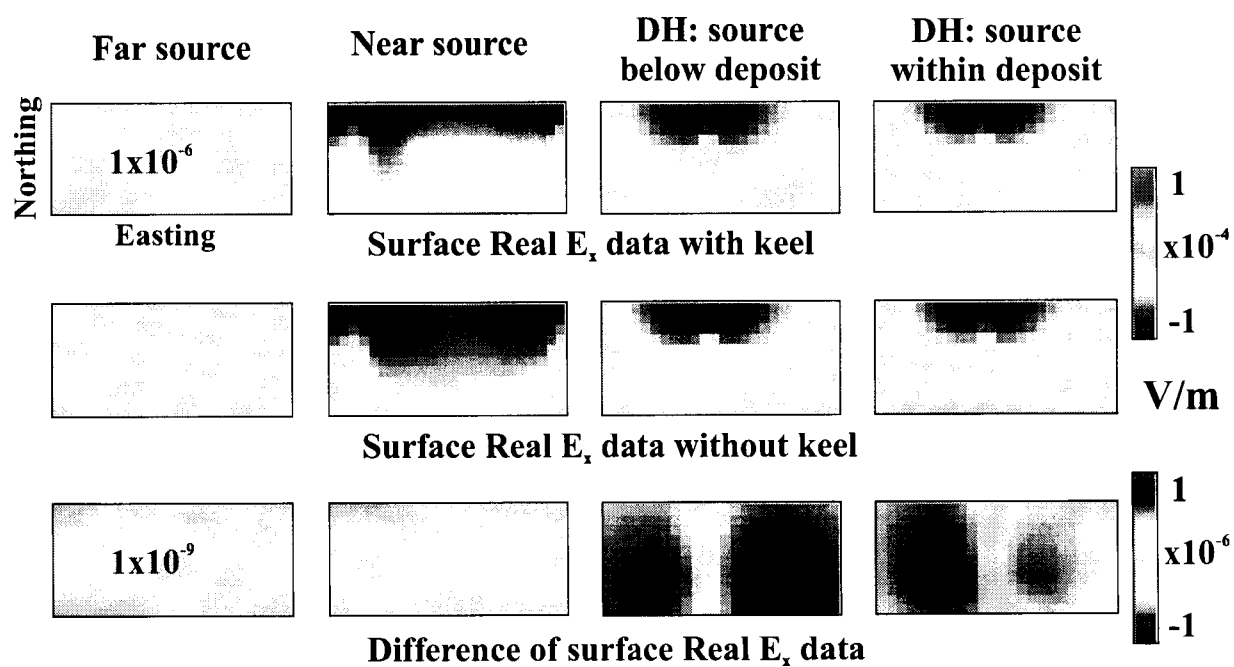 Far source
Near source
DH: source
below deposit
DH: source
within deposit
Northing
1x10⁻⁶
Easting
Surface Real Eₓ data with keel
1
x10⁻⁴
-1
V/m
Surface Real Eₓ data without keel
1x10⁻⁹
1
x10⁻⁶
-1
Difference of surface Real Eₓ data